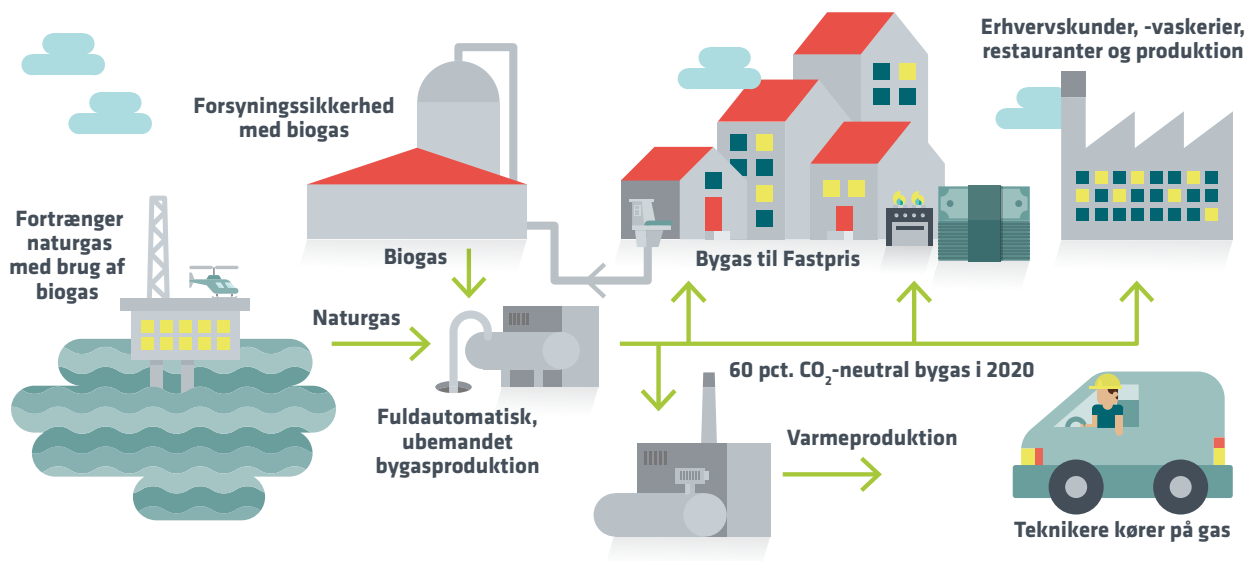 Erhvervskunder, -vaskerier,
restauranter og produktion
Forsyningssikkerhed
med biogas
Fortrænger
naturgas
med brug af
biogas
Biogas
Bygas til Fastpris
Naturgas
60 pct. CO₂-neutral bygas i 2020
Fuldautomatisk,
ubemandet
bygasproduktion
Varmeproduktion
Teknikere kører på gas